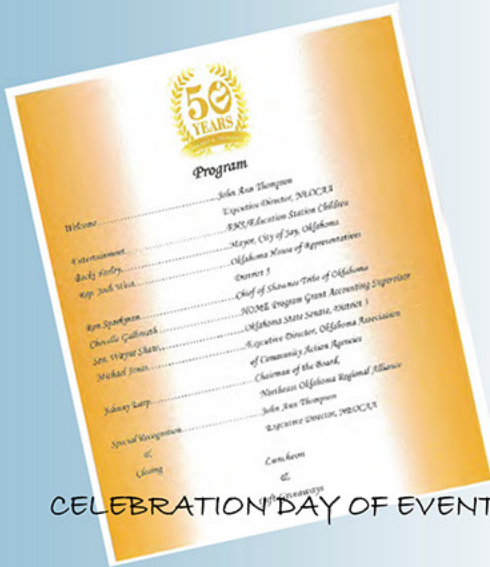 50
YEARS
Program
Welcome.....................John Ann Thompson
Executive Director, NEOCAA
Entertainment.....................EHS/Education Station Children
Becky Farley.....................Mayor, City of Jay, Oklahoma
Rep. Josh West.....................Oklahoma House of Representatives
District 5
Ron Sparkman.....................Chief of Shawnee Tribe of Oklahoma
Chevelle Galbreath.....................HOME Program Grant Accounting Supervisor
Sen. Wayne Shaw.....................Oklahoma State Senate, District 3
Michael Jones.....................Executive Director, Oklahoma Association
of Community Action Agencies
Johnny Earp.....................Chairman of the Board,
Northeast Oklahoma Regional Alliance
Special Recognition.....................John Ann Thompson
& Executive Director, NEOCAA
Closing
Luncheon
&
Gift Giveaways
CELEBRATION DAY OF EVENT